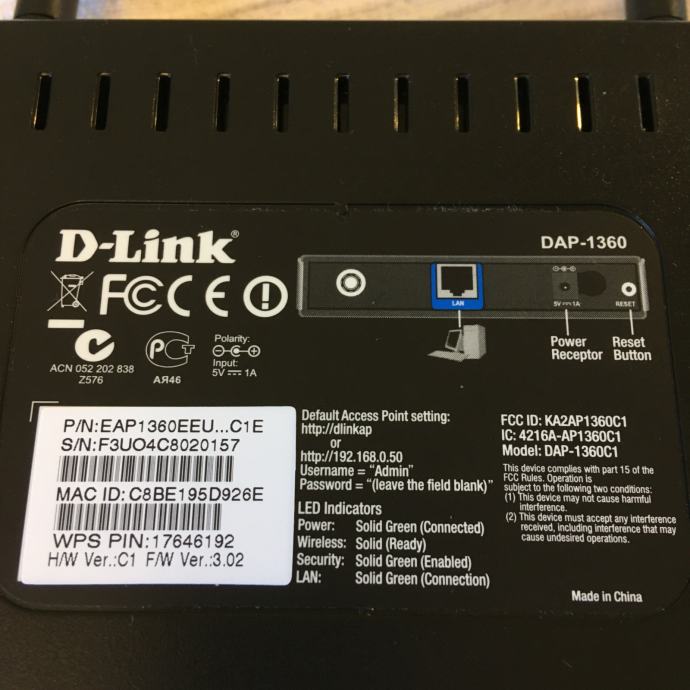 D-Link®
DAP-1360
LAN
5V⎓1A
RESET
Power
Receptor
Reset
Button
FCC CE
ACN 052 202 838
Z576
АЯ46
Polarity:
Input:
5V ⎓ 1A
P/N:EAP1360EEU...C1E
S/N:F3UO4C8020157
MAC ID:C8BE195D926E
WPS PIN:17646192
H/W Ver.:C1 F/W Ver.:3.02
Default Access Point setting:
http://dlinkap
or
http://192.168.0.50
Username = “Admin”
Password = “(leave the field blank)”
LED Indicators
Power: Solid Green (Connected)
Wireless: Solid (Ready)
Security: Solid Green (Enabled)
LAN: Solid Green (Connection)
FCC ID: KA2AP1360C1
IC: 4216A-AP1360C1
Model: DAP-1360C1
This device complies with part 15 of the
FCC Rules. Operation is
subject to the following two conditions:
(1) This device may not cause harmful
interference.
(2) This device must accept any interference
received, including interference that may
cause undesired operations.
Made in China